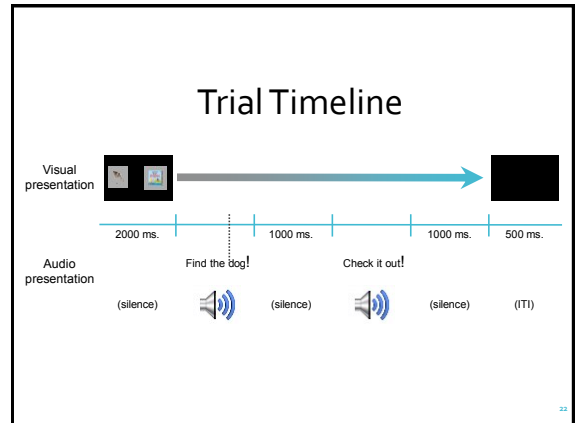 Trial Timeline
Visual
presentation
2000 ms.
1000 ms.
1000 ms.
500 ms.
Audio
presentation
Find the dog!
Check it out!
(silence)
(silence)
(silence)
(ITI)
22